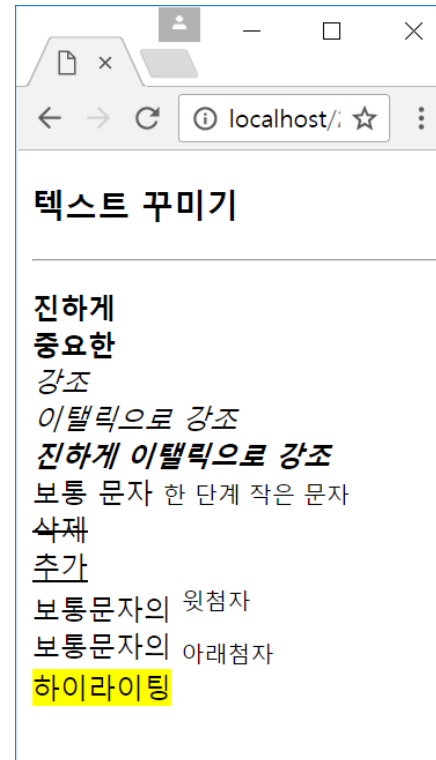 localhost/
텍스트 꾸미기
진하게
중요한
강조
이탤릭으로 강조
진하게 이탤릭으로 강조
보통 문자 한 단계 작은 문자
삭제
추가
보통문자의 윗첨자
보통문자의 아래첨자
하이라이팅